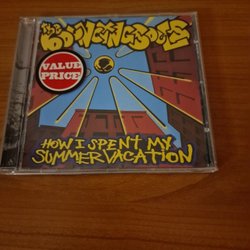 the
bouncing souls
VALUE
PRICE
HOW I SPENT MY
SUMMER VACATION